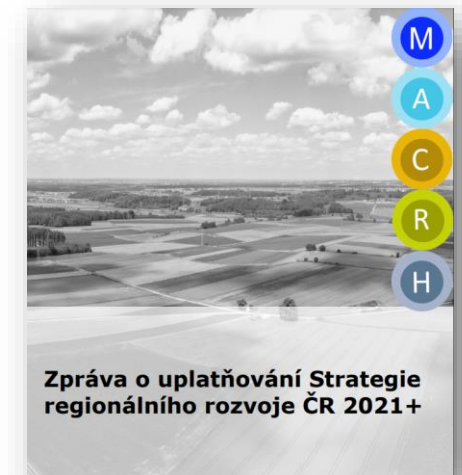 M
A
C
R
H
Zpráva o uplatňování Strategie
regionálního rozvoje ČR 2021+